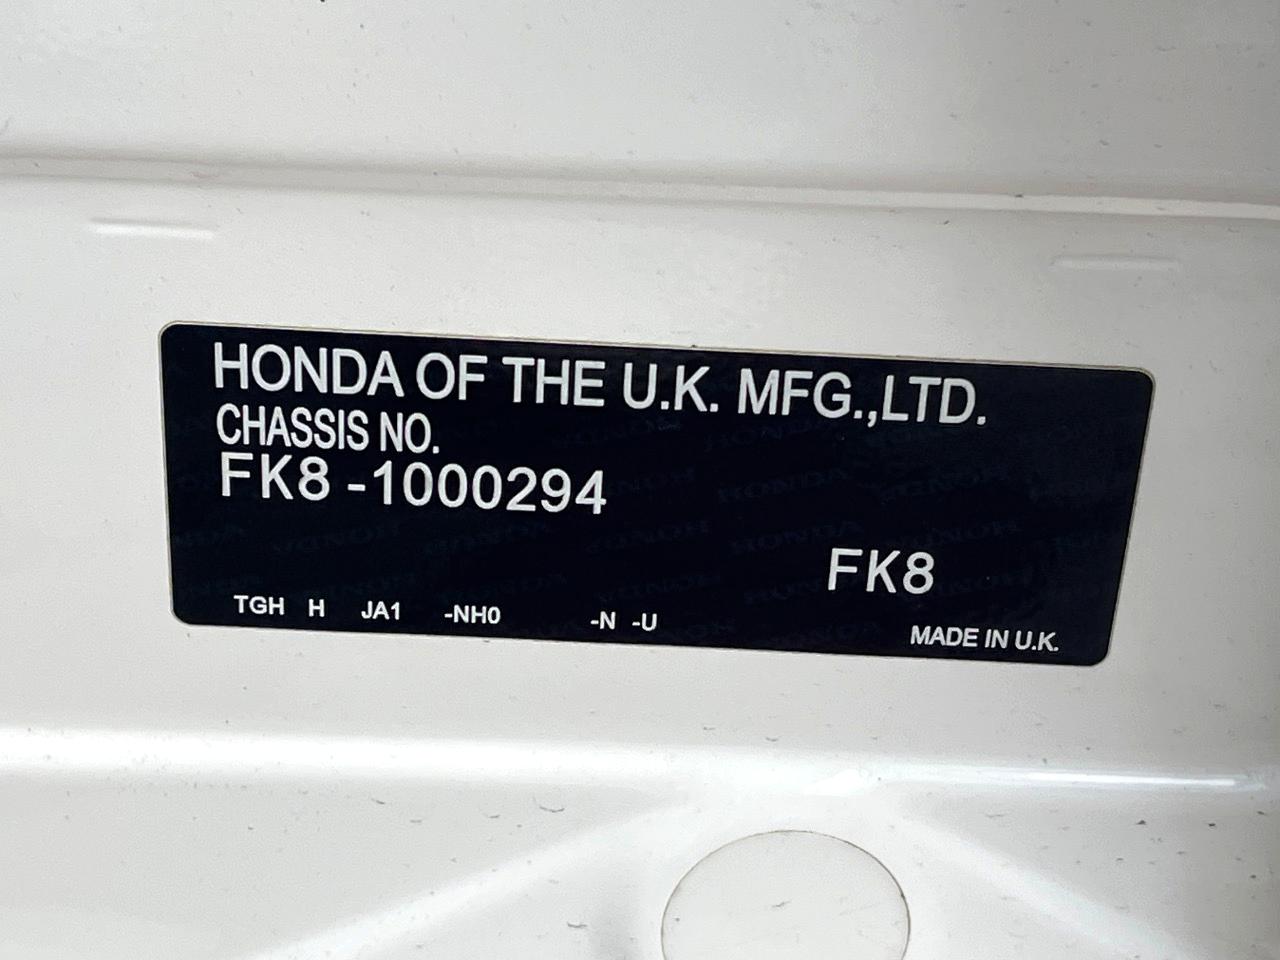 HONDA OF THE U.K. MFG.,LTD.
CHASSIS NO.
FK8 -1000294
FK8
TGH H JA1 -NH0 -N -U
MADE IN U.K.